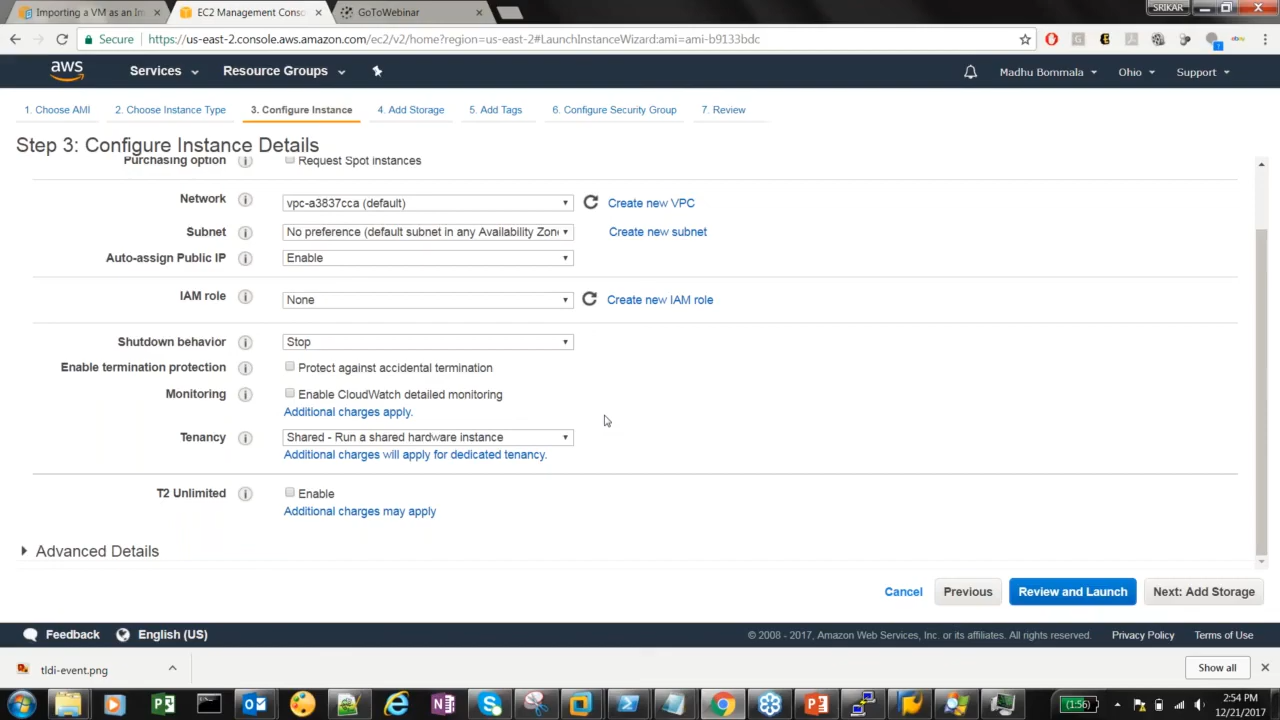 Importing a VM as an Im
EC2 Management Conso
GoToWebinar
SRIKAR
Secure
https://us-east-2.console.aws.amazon.com/ec2/v2/home?region=us-east-2#LaunchInstanceWizard:ami=ami-b9133bdc
aws
Services
Resource Groups
Madhu Bommala
Ohio
Support
1. Choose AMI
2. Choose Instance Type
3. Configure Instance
4. Add Storage
5. Add Tags
6. Configure Security Group
7. Review
Step 3: Configure Instance Details
Purchasing option
Request Spot instances
Network
vpc-a3837cca (default)
Create new VPC
Subnet
No preference (default subnet in any Availability Zone
Create new subnet
Auto-assign Public IP
Enable
IAM role
None
Create new IAM role
Shutdown behavior
Stop
Enable termination protection
Protect against accidental termination
Monitoring
Enable CloudWatch detailed monitoring
Additional charges apply.
Tenancy
Shared - Run a shared hardware instance
Additional charges will apply for dedicated tenancy.
T2 Unlimited
Enable
Additional charges may apply
Advanced Details
Cancel
Previous
Review and Launch
Next: Add Storage
Feedback
English (US)
© 2008 - 2017, Amazon Web Services, Inc. or its affiliates. All rights reserved.
Privacy Policy
Terms of Use
tldi-event.png
Show all
(1:56)
2:54 PM
12/21/2017